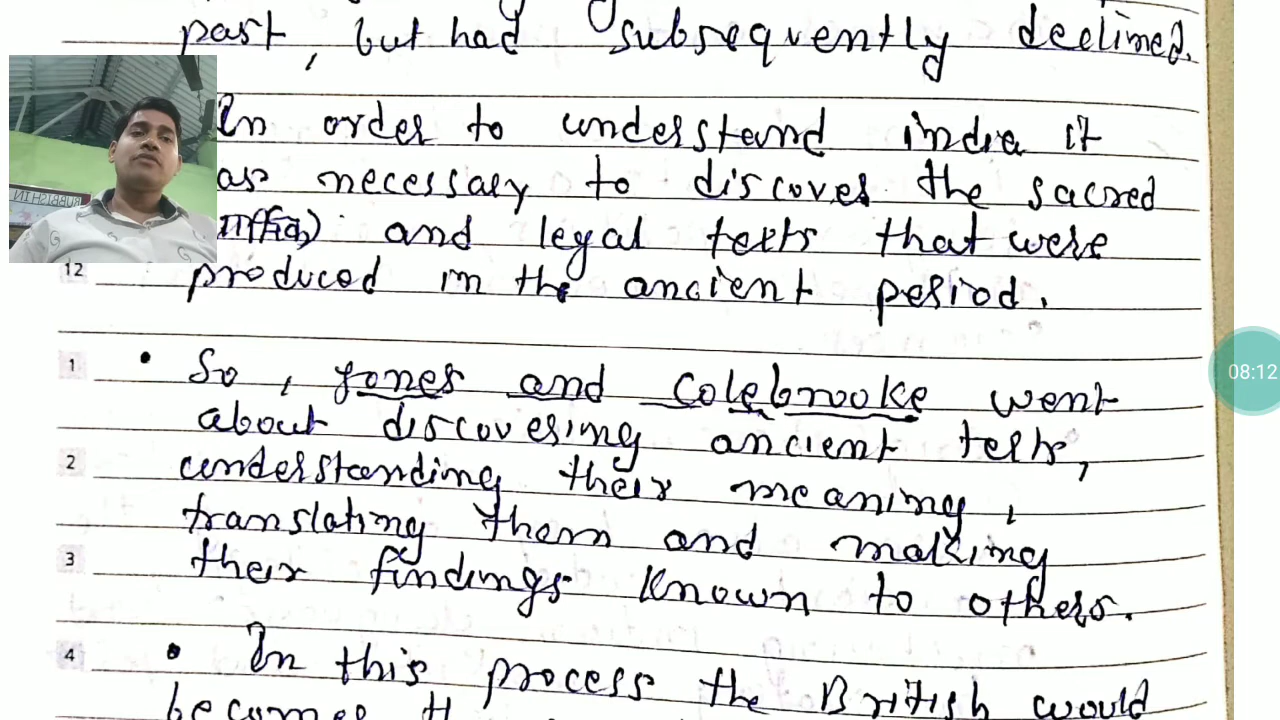 past, but had subsequently declined.
In order to understand india it
as necessary to discover the sacred
and legal texts that were
produced in the ancient period.
12
1
• So, Jones and Colebrooke went
about discovering ancient texts,
2
understanding their meaning,
translating them and making
3
their findings known to others.
4
• In this process the British would
08:12